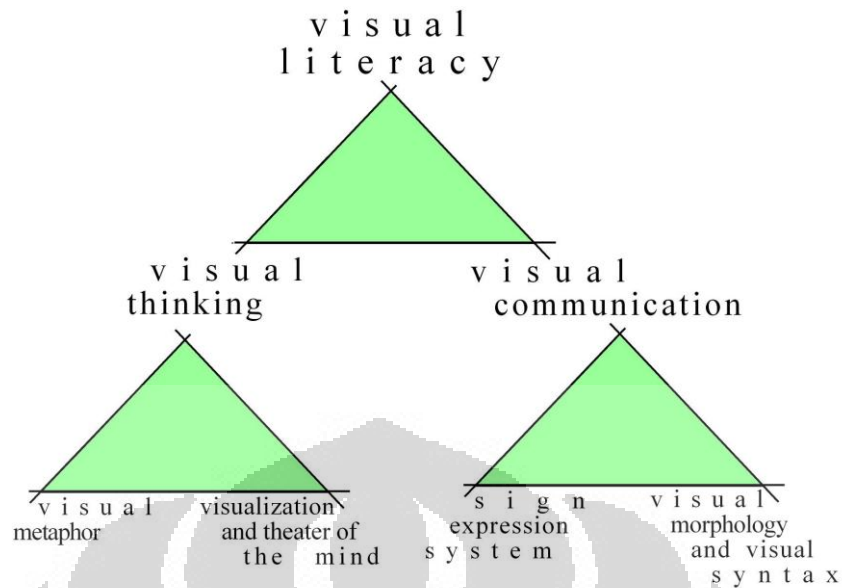 visual
literacy
visual
thinking
visual
communication
visual
metaphor
visualization
and theater of
the mind
sign
expression
system
visual
morphology
and visual
syntax